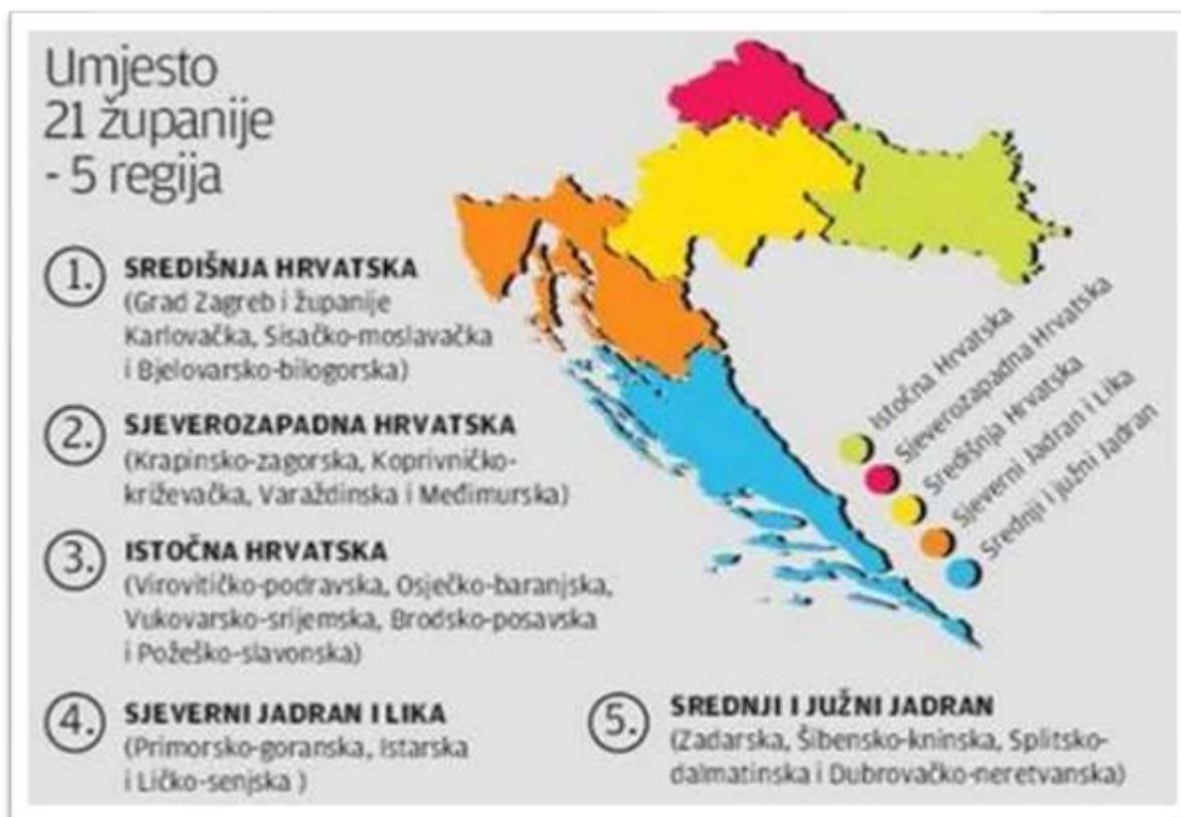 Umjesto
21 županije
- 5 regija
1. SREDIŠNJA HRVATSKA
(Grad Zagreb i županije
Karlovačka, Sisačko-moslavačka
i Bjelovarsko-bilogorska)
2. SJEVEROZAPADNA HRVATSKA
(Krapinsko-zagorska, Koprivničko-
križevačka, Varaždinska i Međimurska)
3. ISTOČNA HRVATSKA
(Virovitičko-podravska, Osječko-baranjska,
Vukovarsko-srijemska, Brodsko-posavska
i Požeško-slavonska)
4. SJEVERNI JADRAN I LIKA
(Primorsko-goranska, Istarska
i Ličko-senjska )
5. SREDNJI I JUŽNI JADRAN
(Zadarska, Šibensko-kninska, Splitsko-
dalmatinska i Dubrovačko-neretvanska)
Istočna Hrvatska
Sjeverozapadna Hrvatska
Središnja Hrvatska
Sjeverni Jadran i Lika
Srednji i južni Jadran